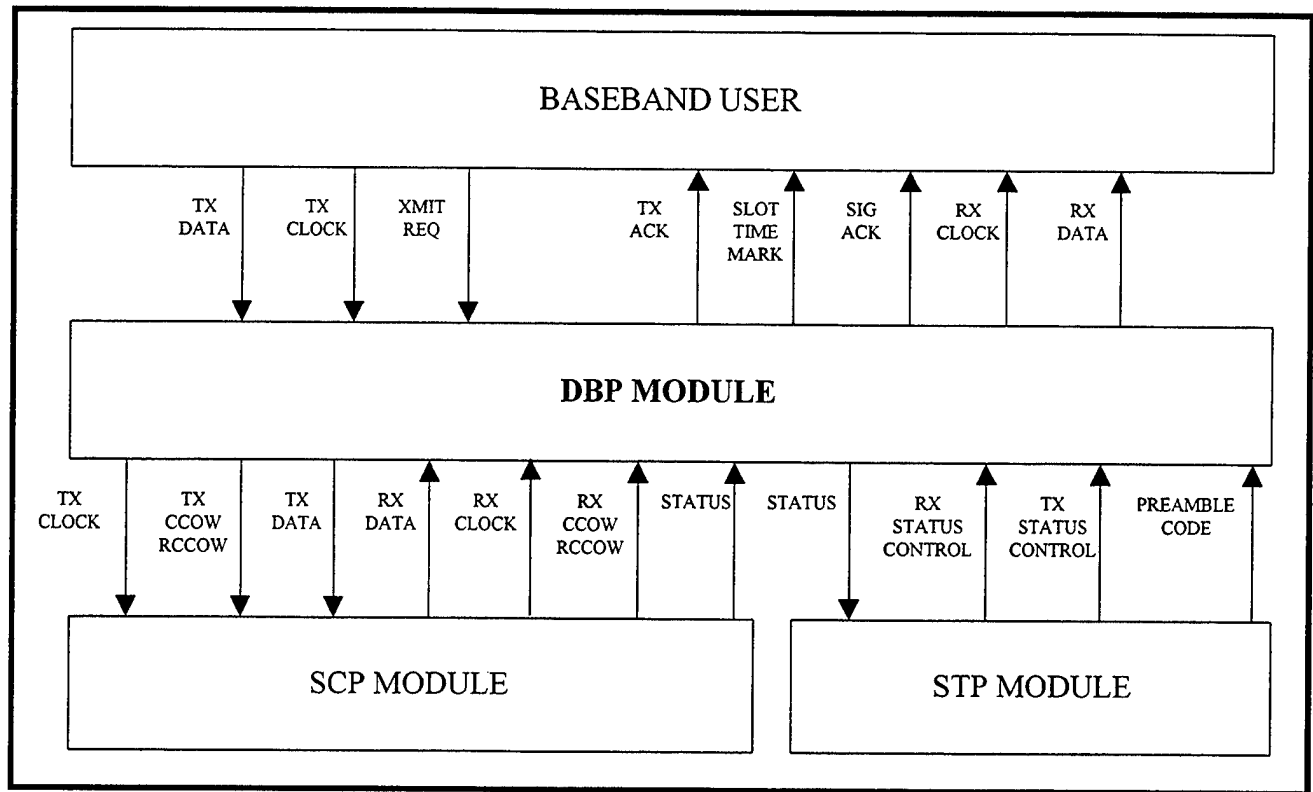 BASEBAND USER
TX
DATA
TX
CLOCK
XMIT
REQ
TX
ACK
SLOT
TIME
MARK
SIG
ACK
RX
CLOCK
RX
DATA
DBP MODULE
TX
CLOCK
TX
CCOW
RCCOW
TX
DATA
RX
DATA
RX
CLOCK
RX
CCOW
RCCOW
STATUS
STATUS
RX
STATUS
CONTROL
TX
STATUS
CONTROL
PREAMBLE
CODE
SCP MODULE
STP MODULE